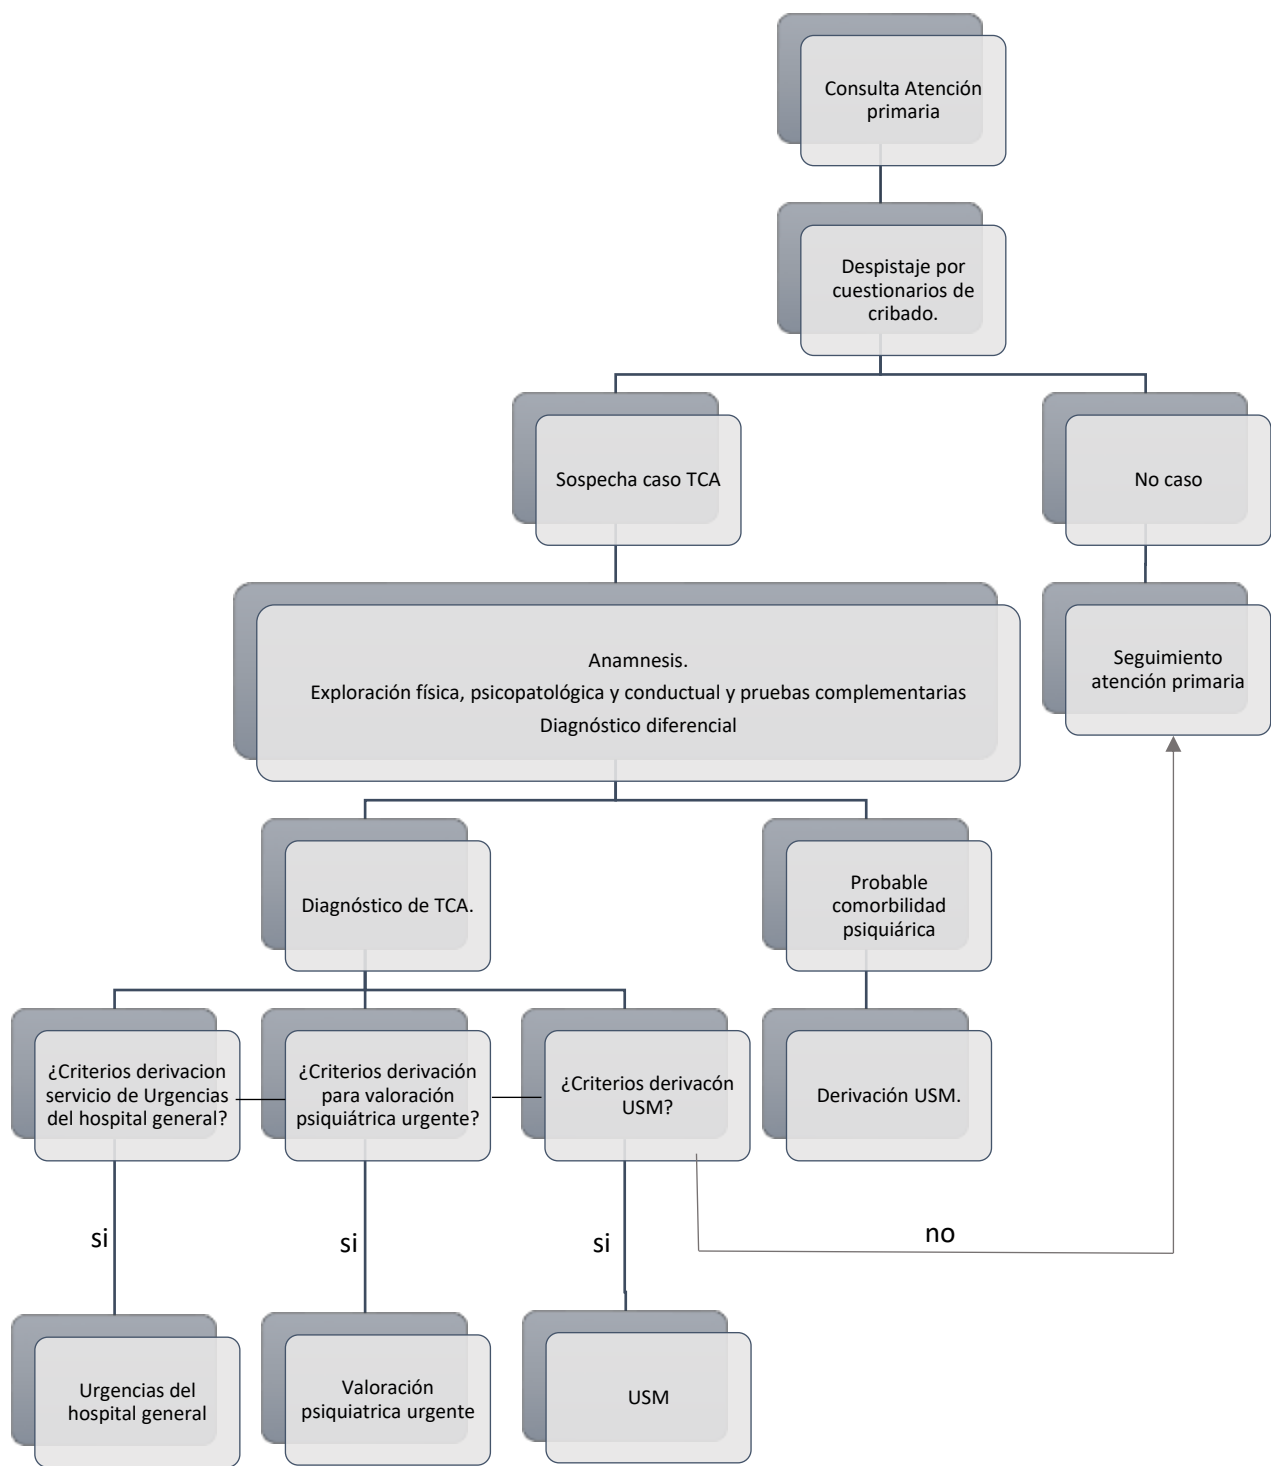 Consulta Atención
primaria
Despistaje por
cuestionarios de
cribado.
Sospecha caso TCA
No caso
Anamnesis.
Exploración física, psicopatológica y conductual y pruebas complementarias
Diagnóstico diferencial
Seguimiento
atención primaria
Diagnóstico de TCA.
Probable
comorbilidad
psiquiárica
¿Criterios derivacion
servicio de Urgencias
del hospital general?
¿Criterios derivación
para valoración
psiquiátrica urgente?
¿Criterios derivacón
USM?
Derivación USM.
si
si
si
no
Urgencias del
hospital general
Valoración
psiquiatrica urgente
USM